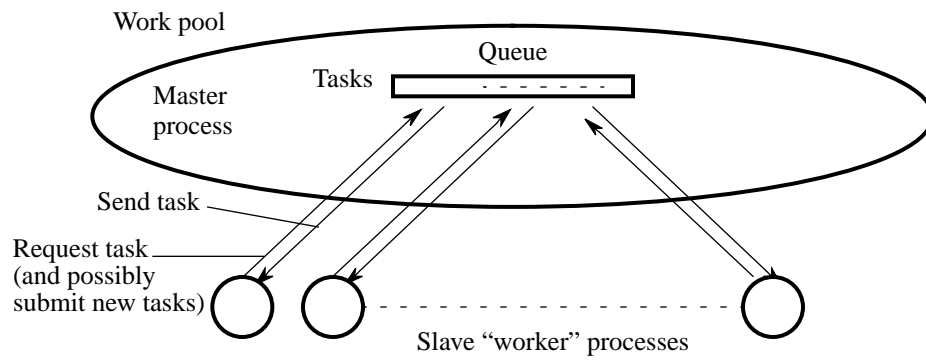 Work pool
Queue
Tasks
Master
process
Send task
Request task
(and possibly
submit new tasks)
Slave “worker” processes